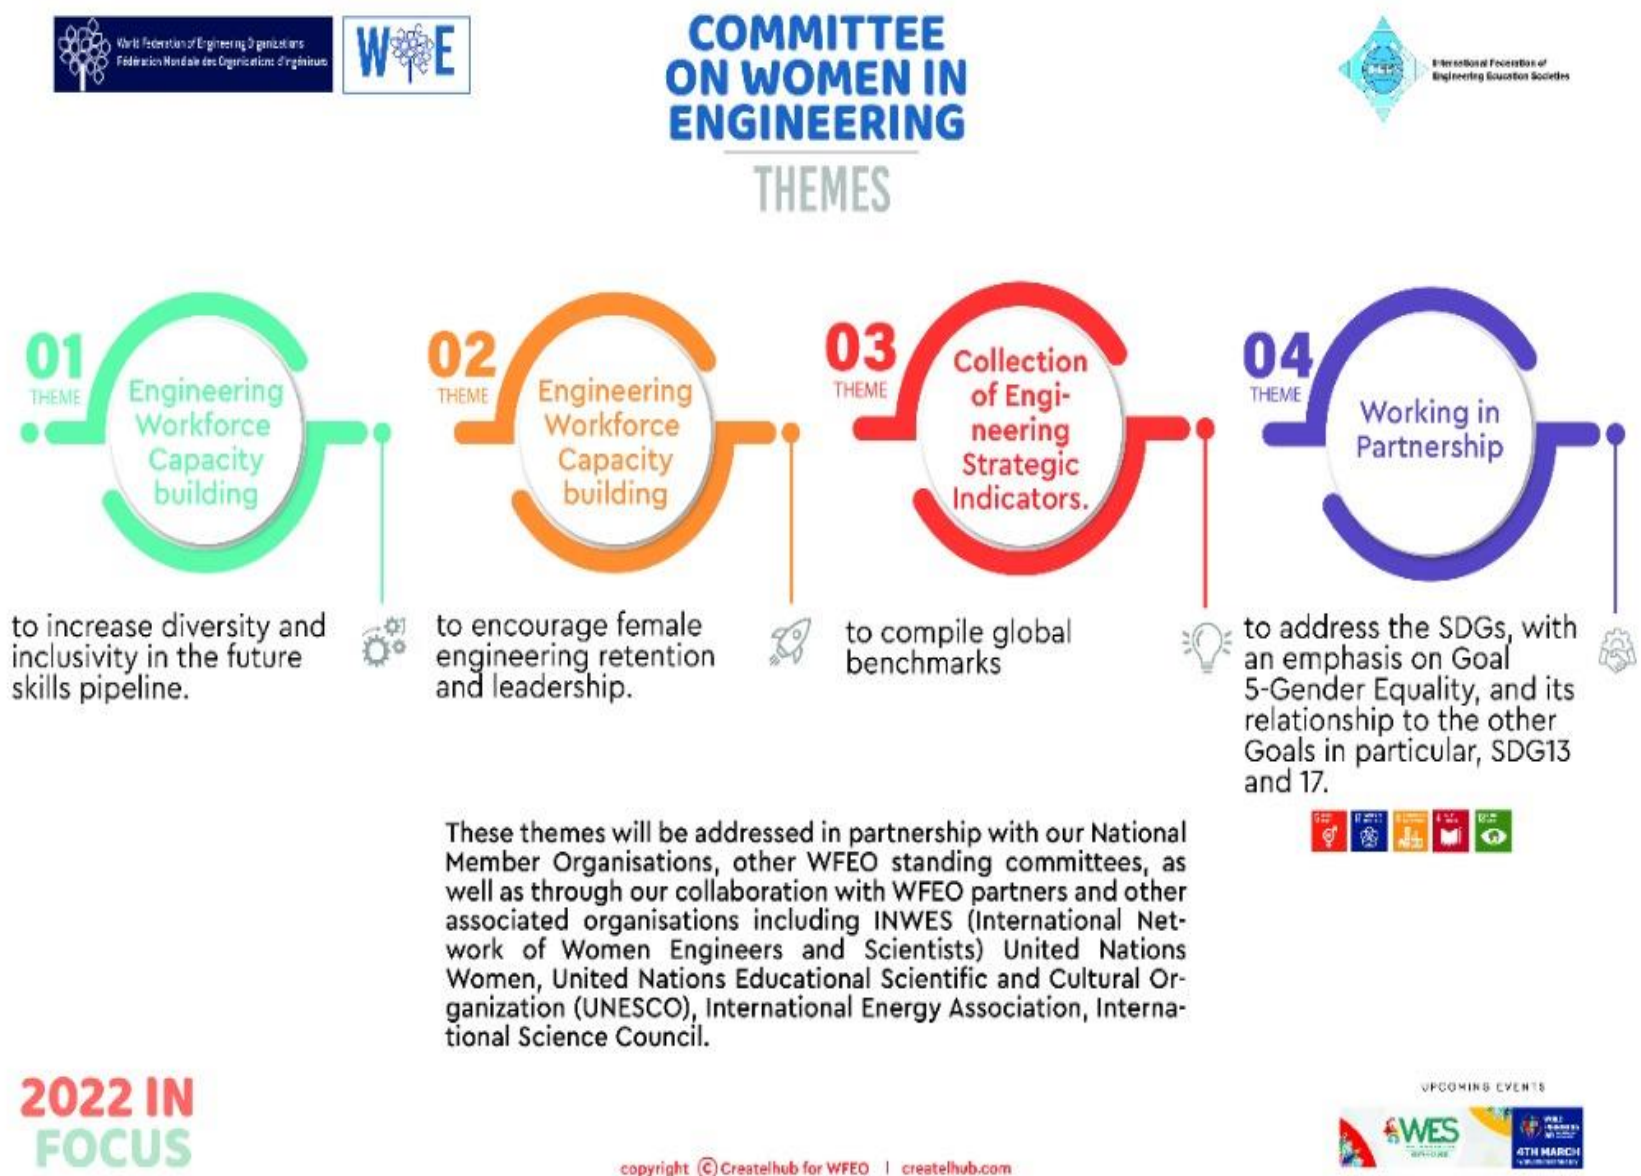 World Federation of Engineering Organizations
Fédération Mondiale des Organisations d'Ingénieurs
W E
COMMITTEE
ON WOMEN IN
ENGINEERING
THEMES
International Federation of
Engineering Education Societies
01
THEME
Engineering
Workforce
Capacity
building
to increase diversity and
inclusivity in the future
skills pipeline.
02
THEME
Engineering
Workforce
Capacity
building
to encourage female
engineering retention
and leadership.
03
THEME
Collection
of Engi-
neering
Strategic
Indicators.
to compile global
benchmarks
04
THEME
Working in
Partnership
to address the SDGs, with
an emphasis on Goal
5-Gender Equality, and its
relationship to the other
Goals in particular, SDG13
and 17.
These themes will be addressed in partnership with our National
Member Organisations, other WFEO standing committees, as
well as through our collaboration with WFEO partners and other
associated organisations including INWES (International Net-
work of Women Engineers and Scientists) United Nations
Women, United Nations Educational Scientific and Cultural Or-
ganization (UNESCO), International Energy Association, Interna-
tional Science Council.
2022 IN
FOCUS
copyright © Createlhub for WFEO | createlhub.com
UPCOMING EVENTS
WES
4TH MARCH